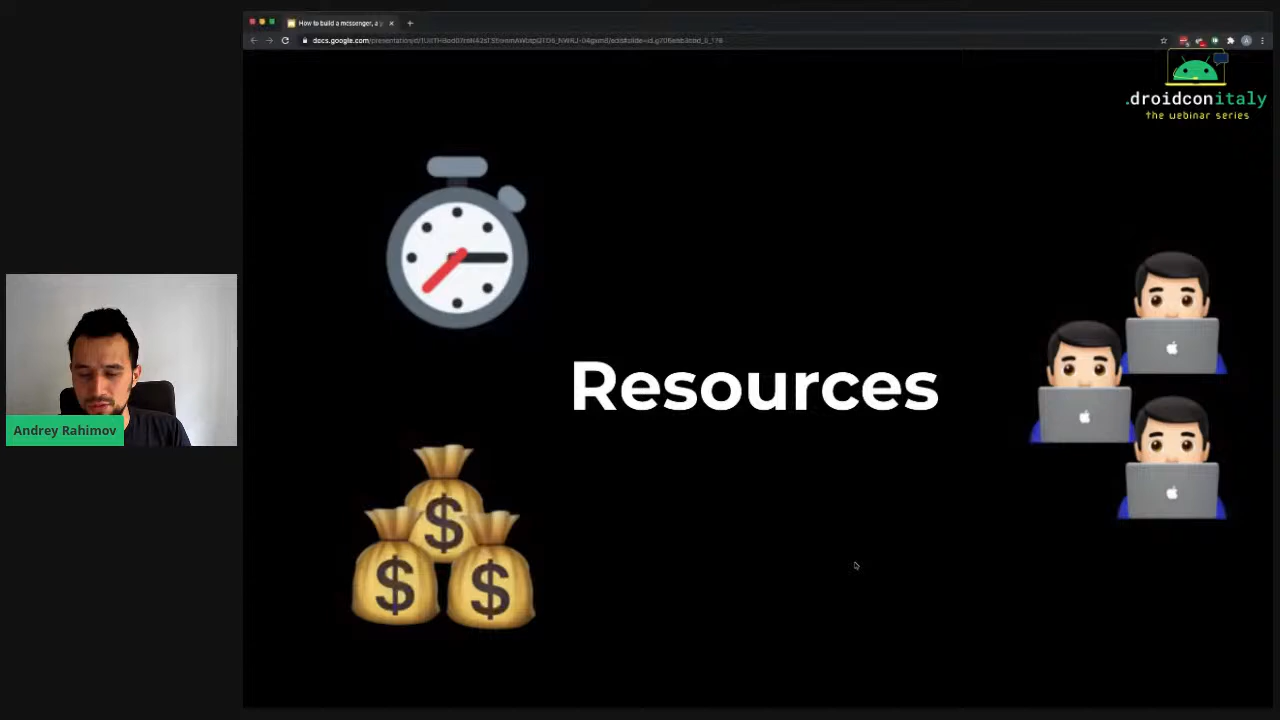 How to build a messenger, a y
docs.google.com
.droidconitaly
the webinar series
Resources
Andrey Rahimov
$
$
$